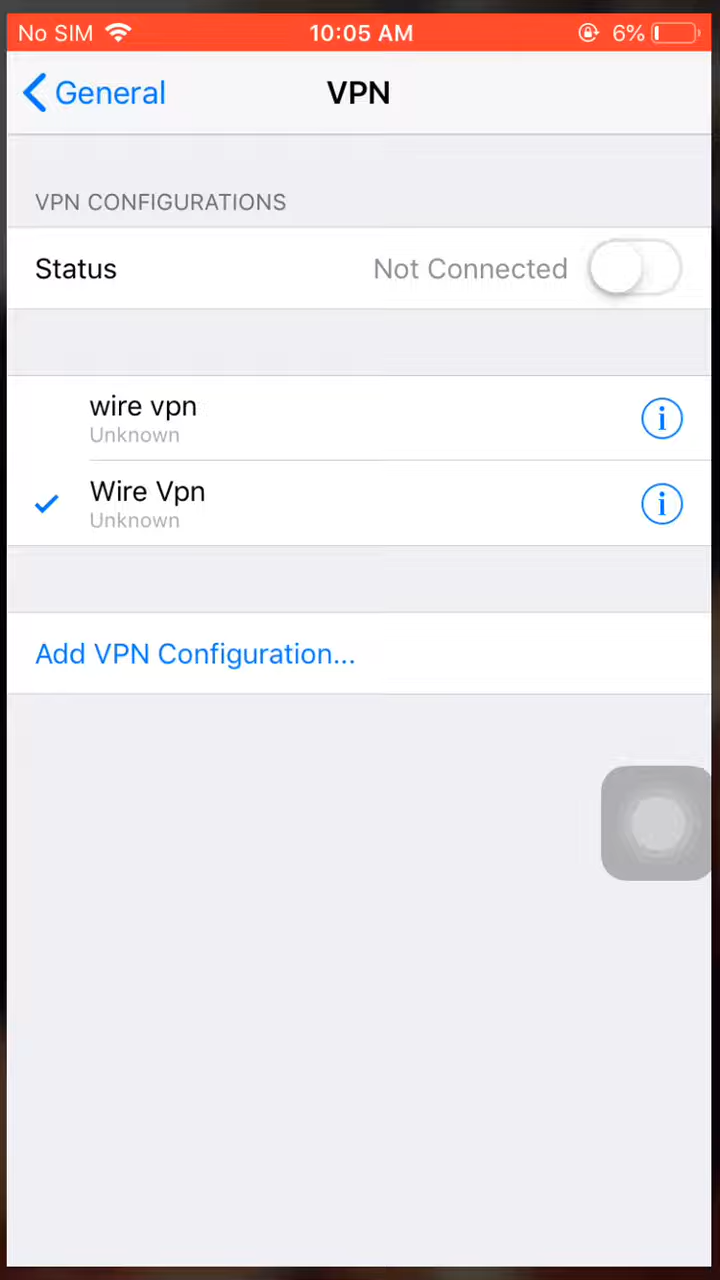 No SIM 10:05 AM 6%
General VPN
VPN CONFIGURATIONS
Status Not Connected
wire vpn
Unknown
Wire Vpn
Unknown
Add VPN Configuration...